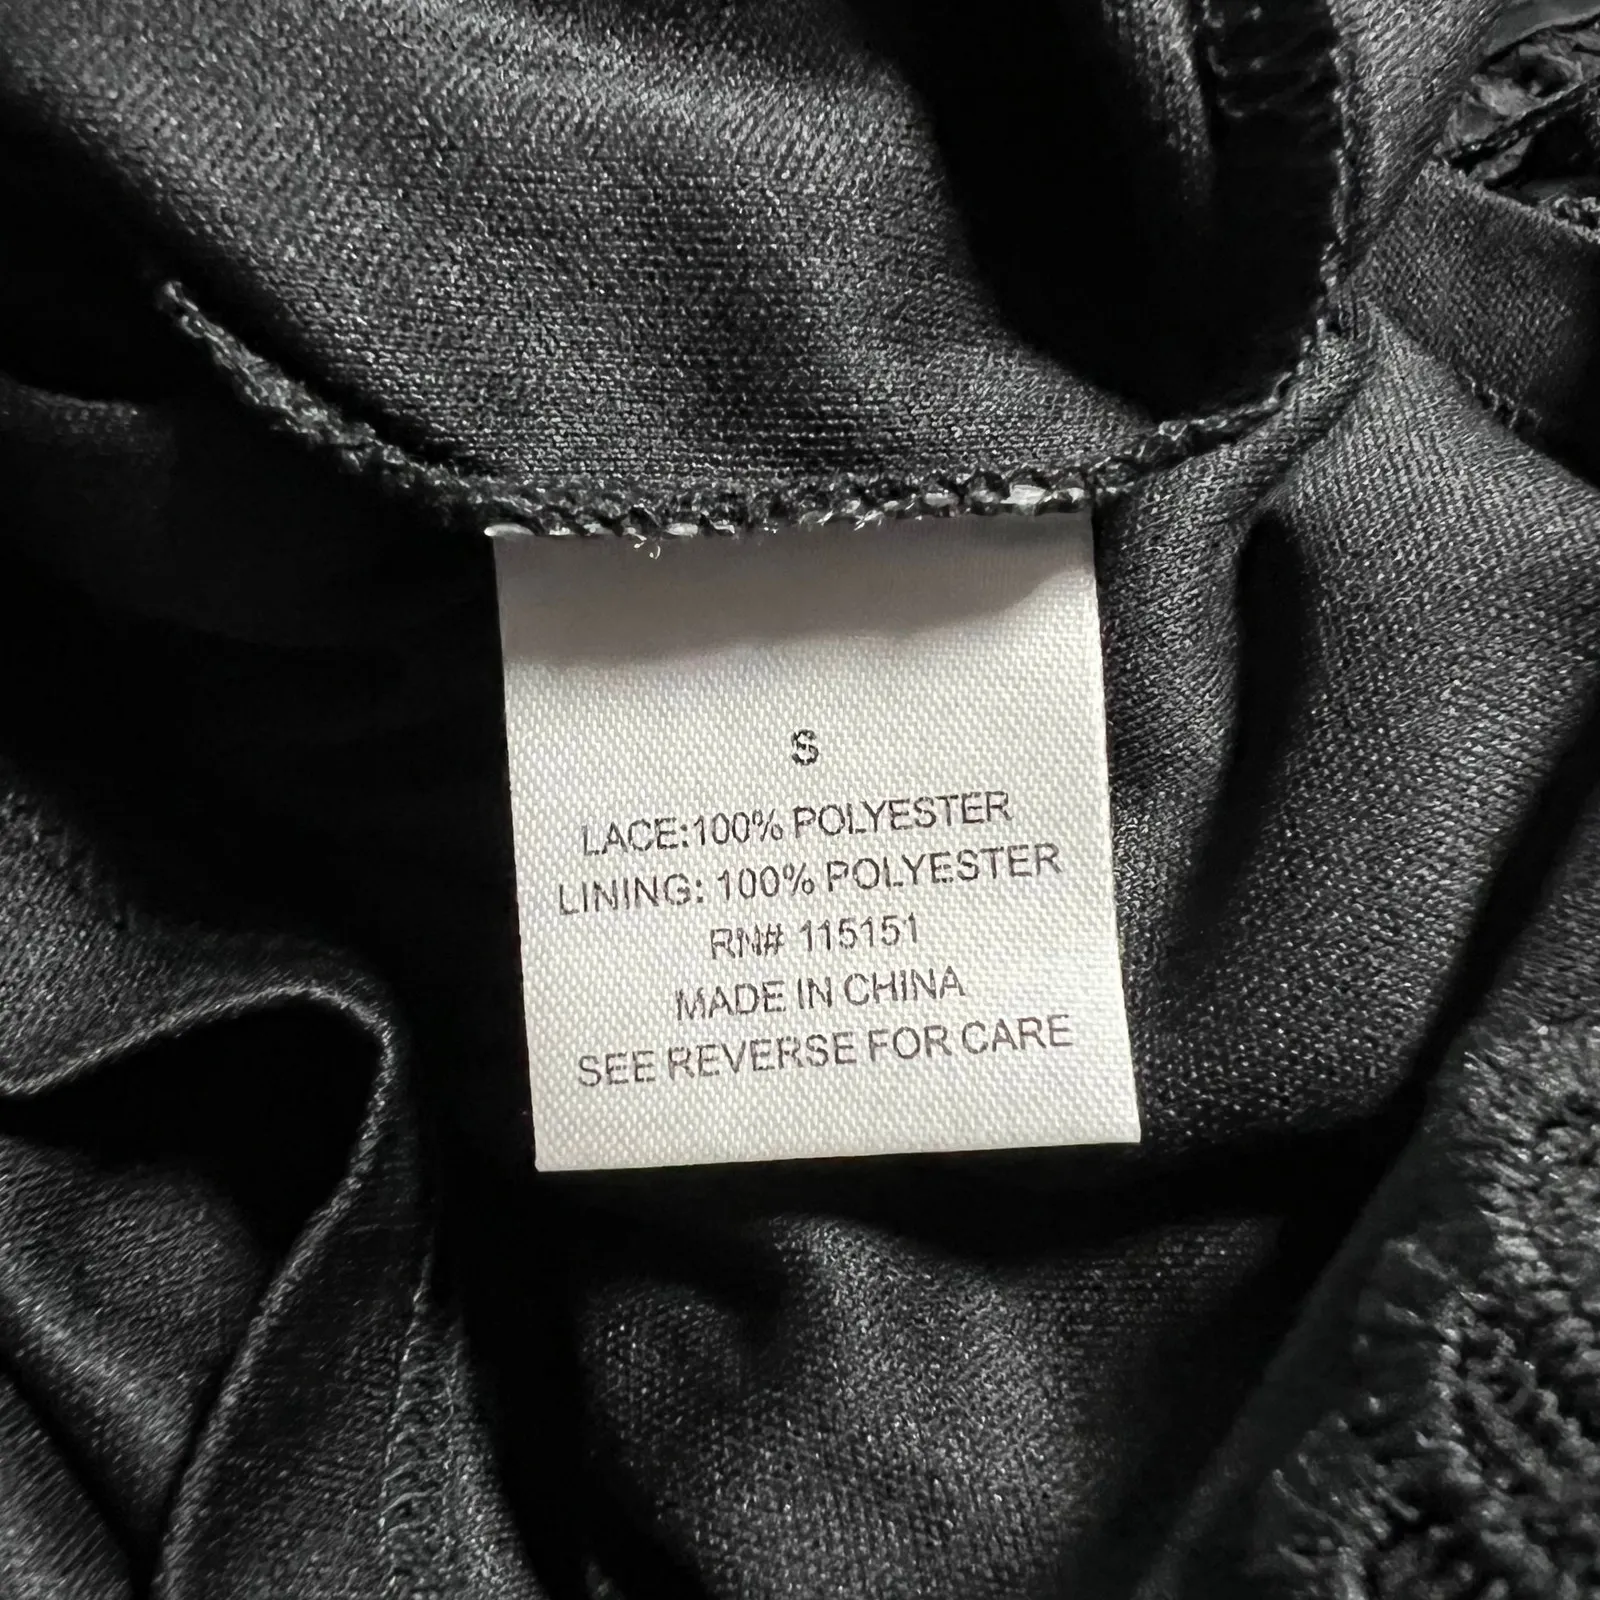 S
LACE:100% POLYESTER
LINING: 100% POLYESTER
RN# 115151
MADE IN CHINA
SEE REVERSE FOR CARE